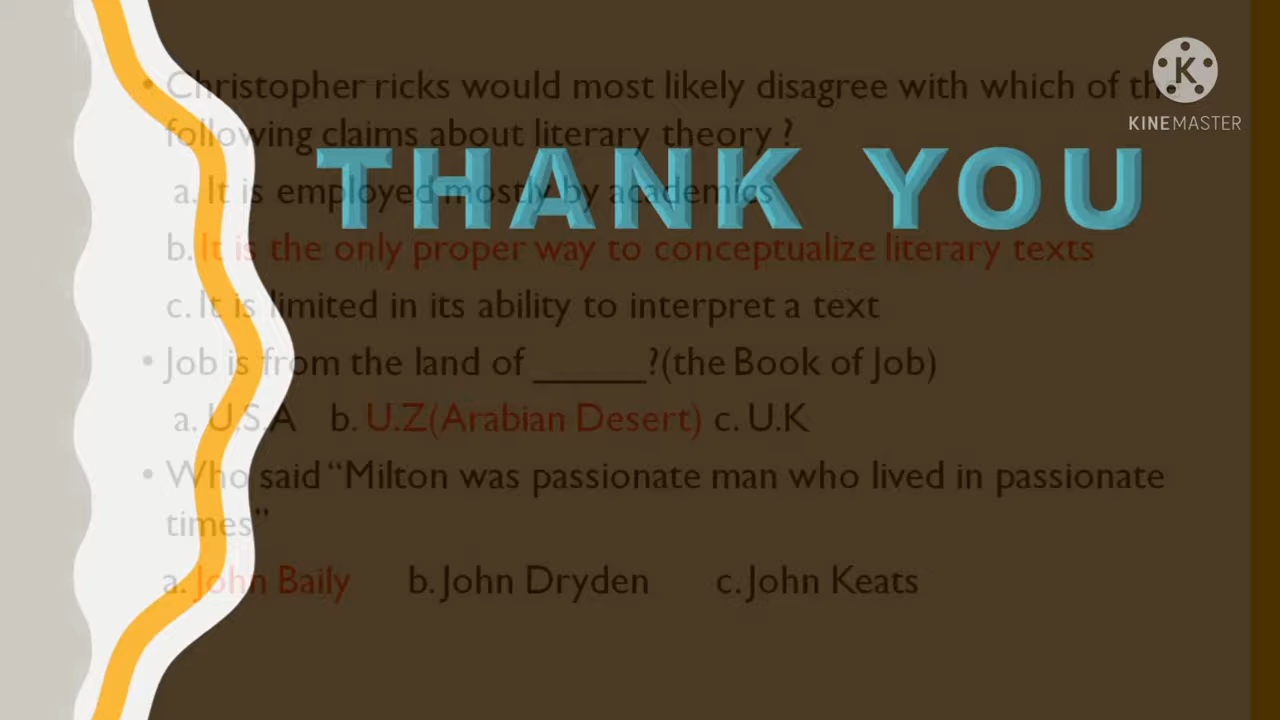 • Christopher ricks would most likely disagree with which of the
following claims about literary theory ?
THANK YOU
a. It is employed mostly by academics
b. It is the only proper way to conceptualize literary texts
c. It is limited in its ability to interpret a text
• Job is from the land of ______?(the Book of Job)
a. U.S.A b. U.Z(Arabian Desert) c. U.K
• Who said “Milton was passionate man who lived in passionate
times”
a. John Baily b. John Dryden c. John Keats
K
KINEMASTER